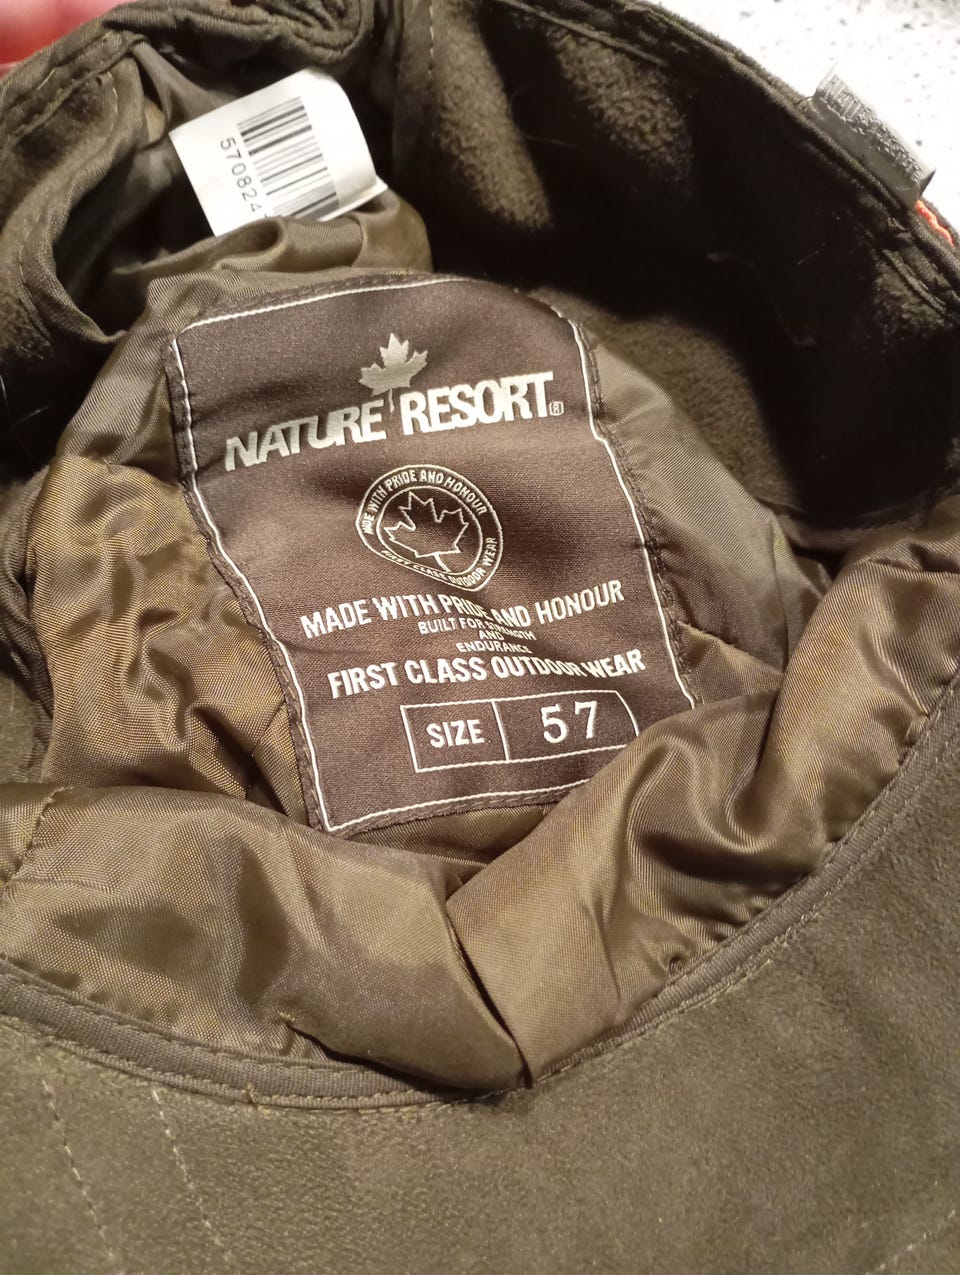 570824
NATURE RESORT®
MADE WITH PRIDE AND HONOUR
FIRST CLASS OUTDOOR WEAR
MADE WITH PRIDE AND HONOUR
BUILT FOR STRENGTH
AND
ENDURANCE
FIRST CLASS OUTDOOR WEAR
SIZE 57